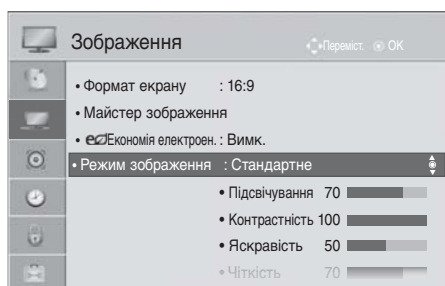 Зображення
Переміст. OK
• Формат екрану : 16:9
• Майстер зображення
• eco Економія електроен. : Вимк.
• Режим зображення : Стандартне
• Підсвічування 70
• Контрастність 100
• Яскравість 50
• Чіткість 70